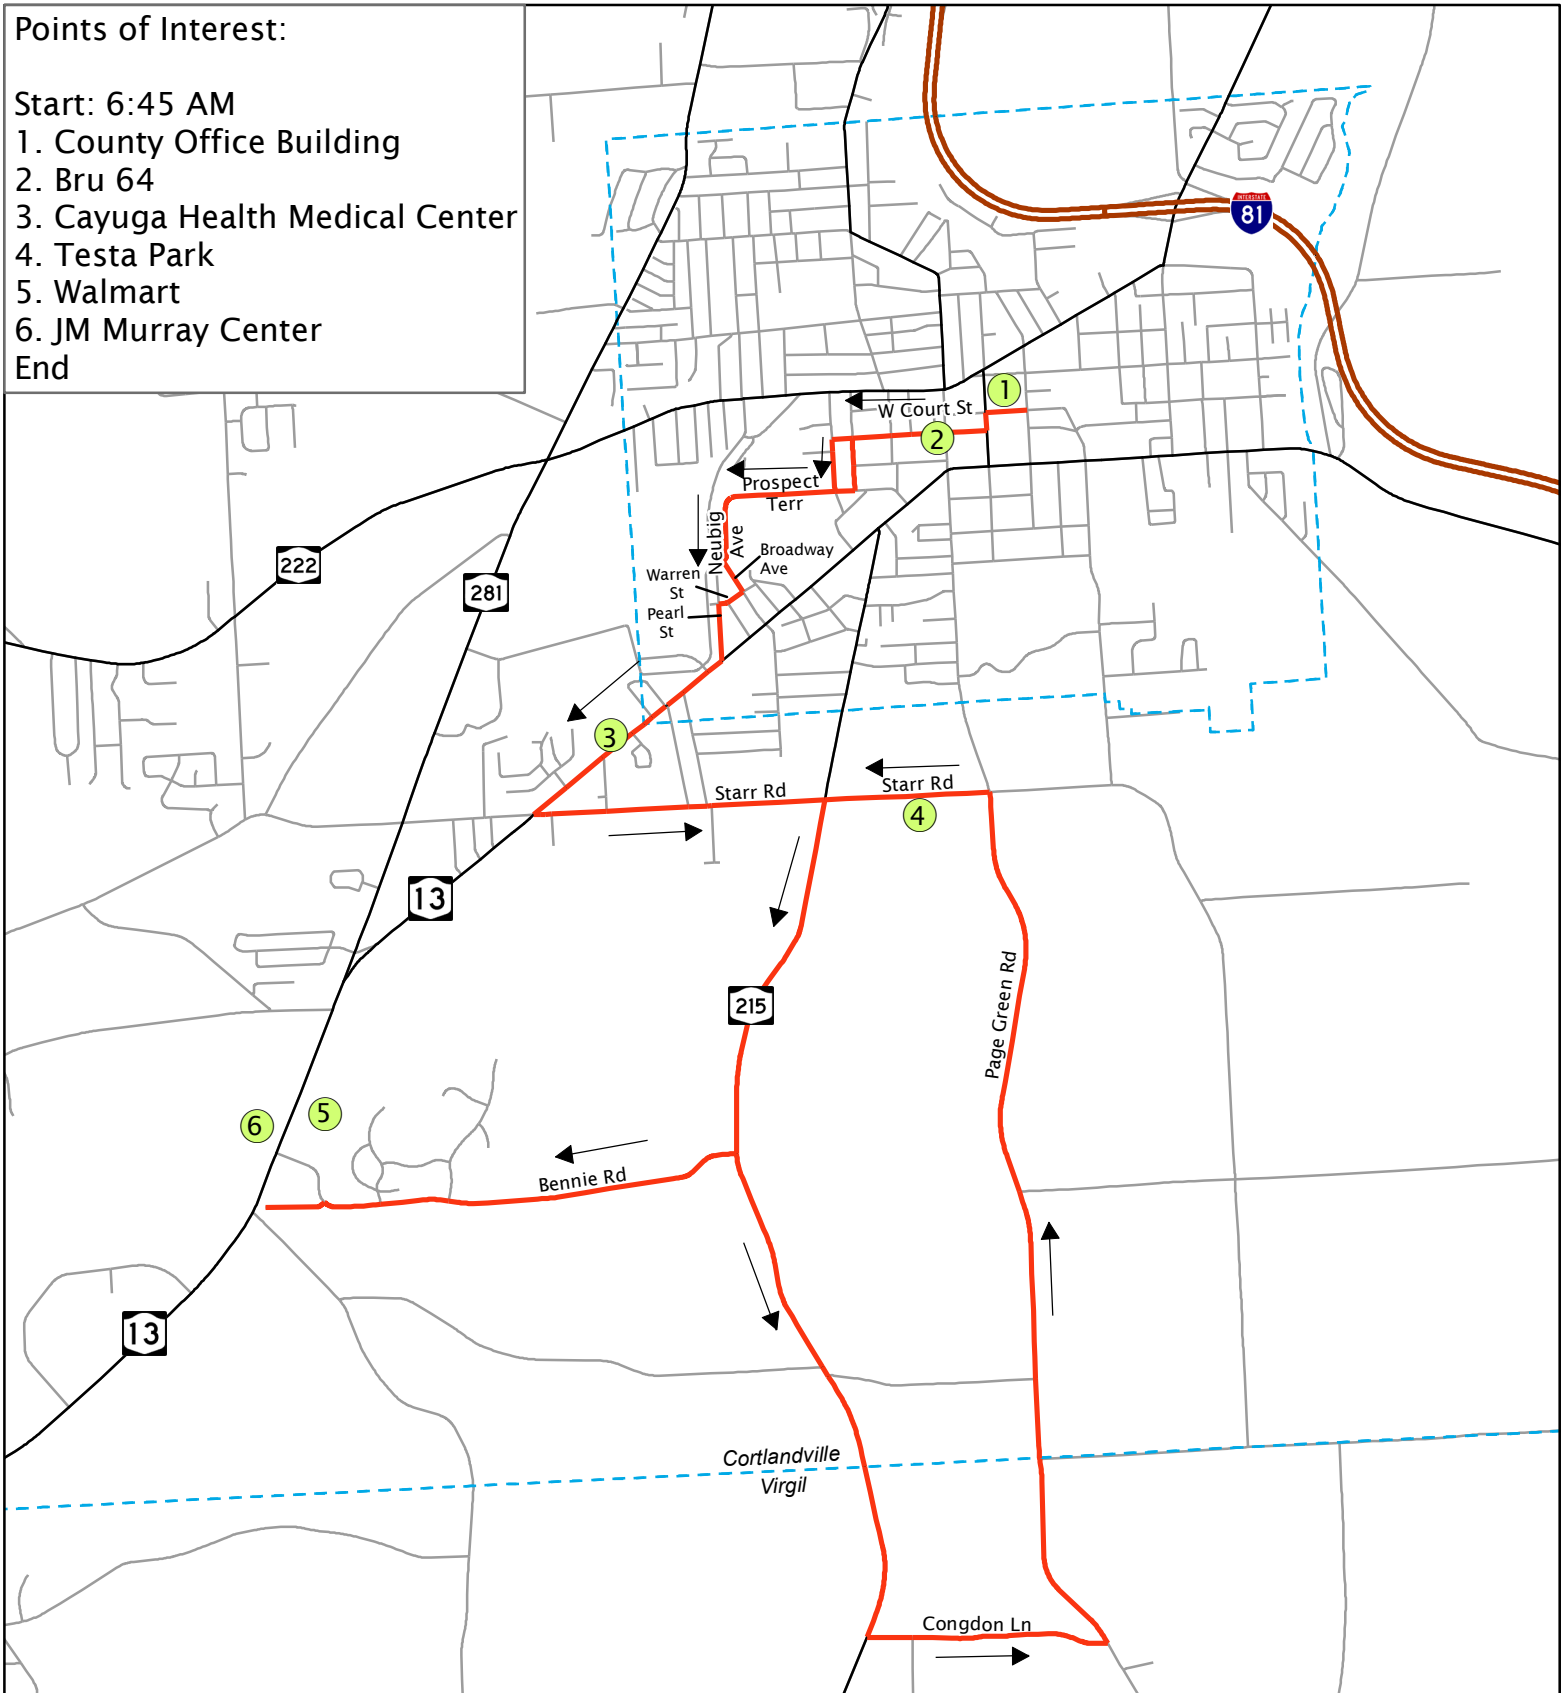 Points of Interest:
Start: 6:45 AM
1. County Office Building
2. Bru 64
3. Cayuga Health Medical Center
4. Testa Park
5. Walmart
6. JM Murray Center
End
INTERSTATE
81
1
W Court St
2
Prospect
Terr
Neubig
Ave
Broadway
Ave
Warren
St
Pearl
St
222
281
3
Starr Rd
Starr Rd
4
13
215
Page Green Rd
6
5
Bennie Rd
13
Cortlandville
Virgil
Congdon Ln